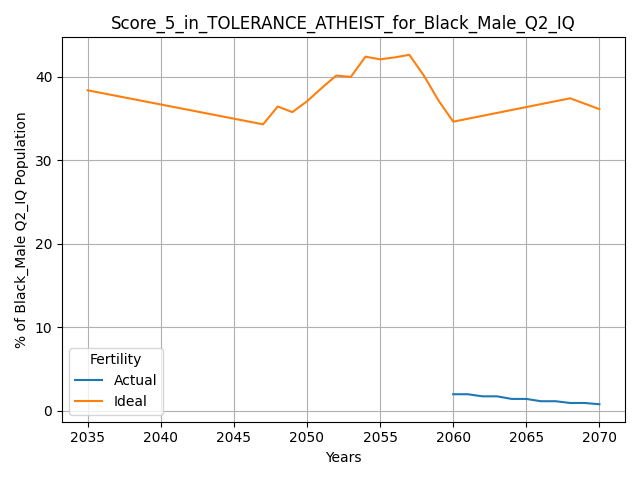 Score_5_in_TOLERANCE_ATHEIST_for_Black_Male_Q2_IQ
% of Black_Male Q2_IQ Population
40
30
20
10
0
Fertility
Actual
Ideal
2035 2040 2045 2050 2055 2060 2065 2070
Years